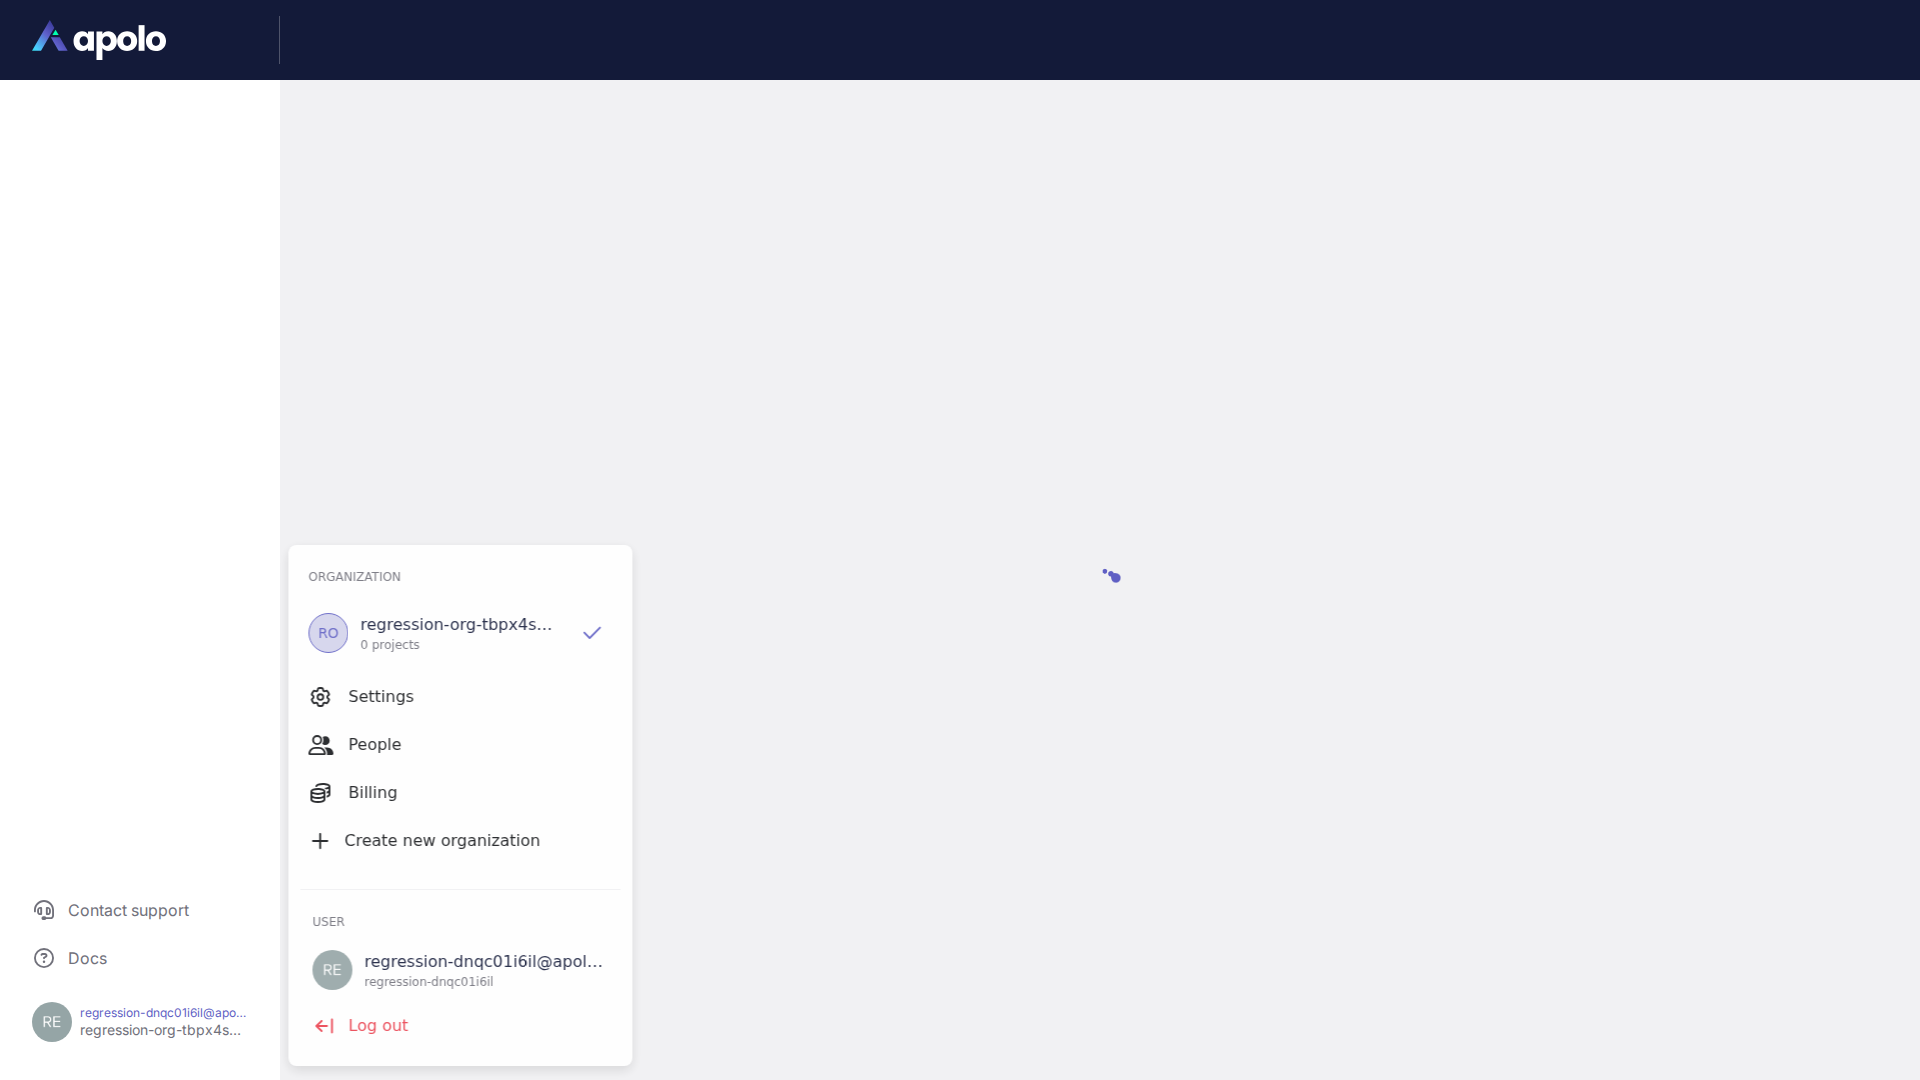 apolo
ORGANIZATION
RO
regression-org-tbpx4s...
0 projects
Settings
People
Billing
Create new organization
USER
RE
regression-dnqc01i6il@apol...
regression-dnqc01i6il
Log out
Contact support
Docs
RE
regression-dnqc01i6il@apo...
regression-org-tbpx4s...